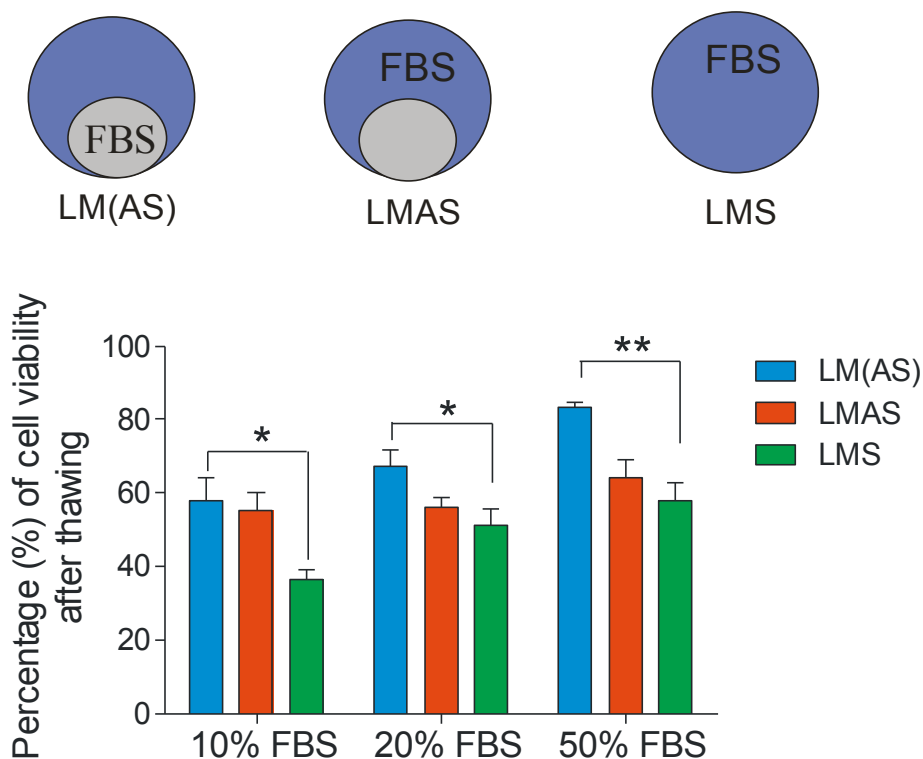 FBS
FBS
FBS
LM(AS)
LMAS
LMS
Percentage (%) of cell viability
after thawing
100
80
60
40
20
0
*
*
**
LM(AS)
LMAS
LMS
10% FBS
20% FBS
50% FBS